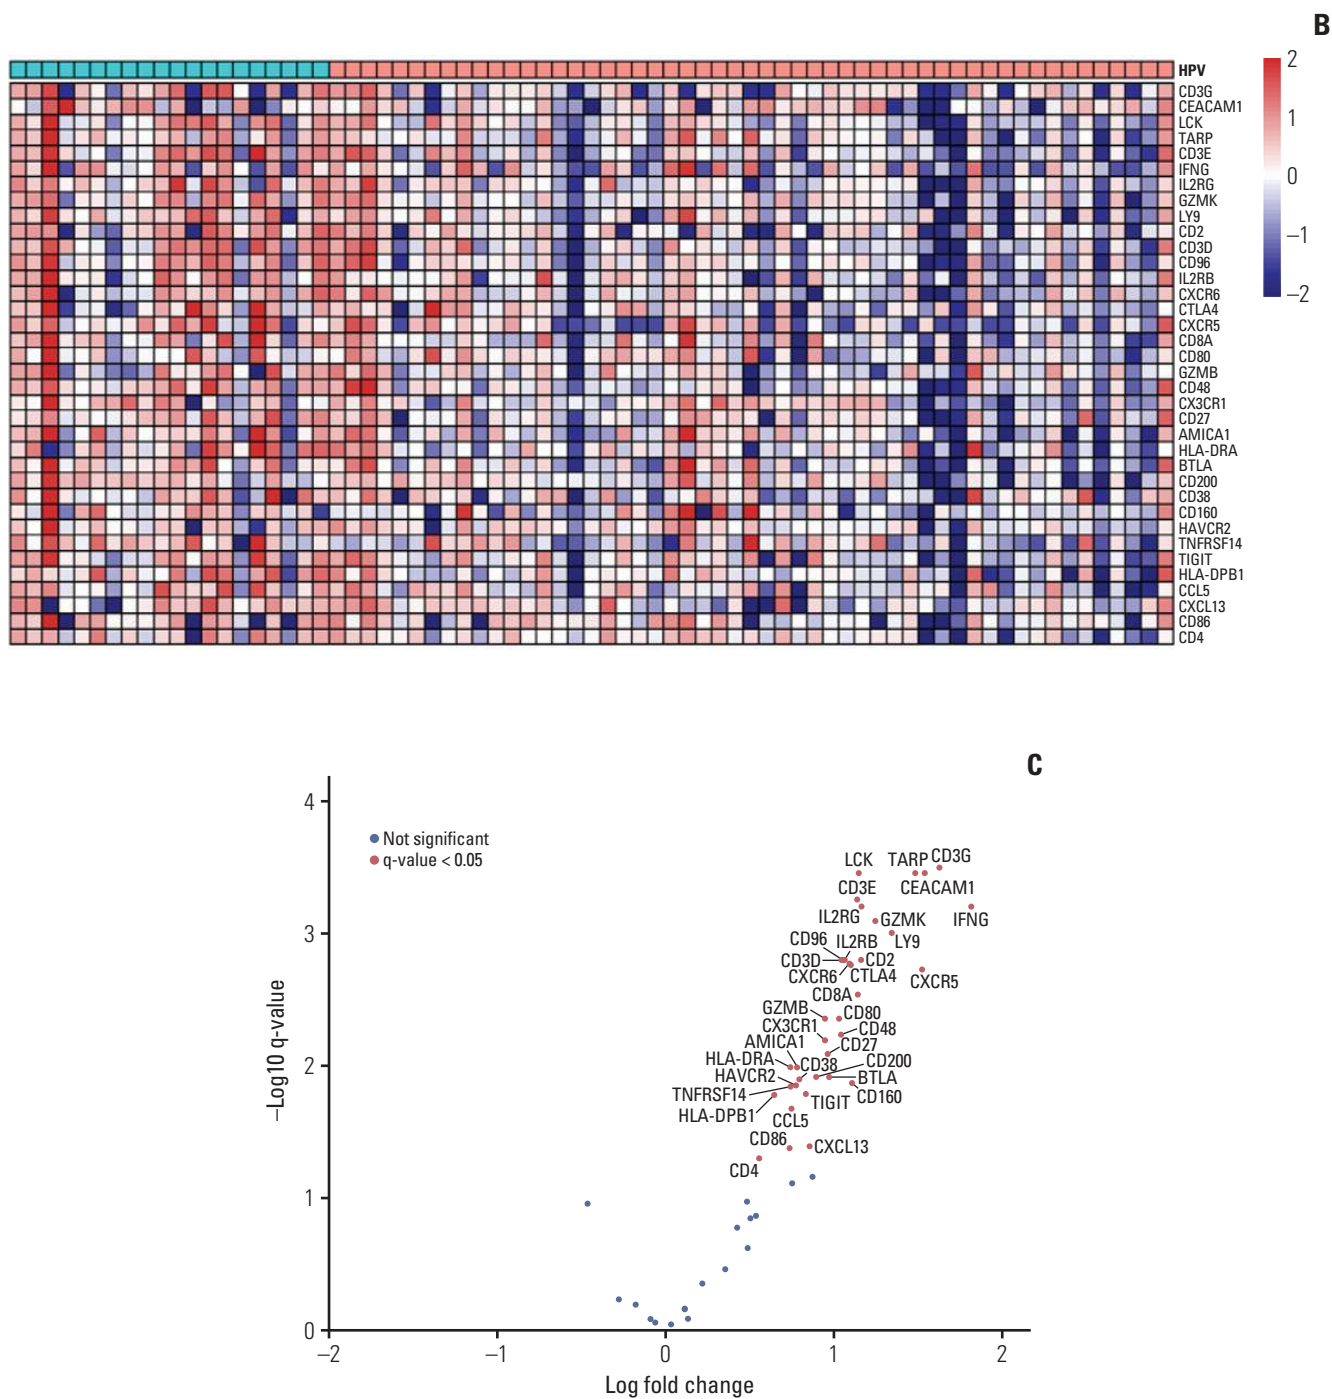 B
HPV
CD3G
CEACAM1
LCK
TARP
CD3E
IFNG
IL2RG
GZMK
LY9
CD2
CD3D
CD96
IL2RB
CXCR6
CTLA4
CXCR5
CD8A
CD80
GZMB
CD48
CX3CR1
CD27
AMICA1
HLA-DRA
BTLA
CD200
CD38
CD160
HAVCR2
TNFRSF14
TIGIT
HLA-DPB1
CCL5
CXCL13
CD86
CD4
2
1
0
−1
−2
C
4
3
2
1
0
−Log10 q-value
Not significant
q-value < 0.05
LCK
TARP
CD3G
CD3E
CEACAM1
IL2RG
GZMK
IFNG
CD96
IL2RB
LY9
CD3D
CD2
CXCR6
CTLA4
CXCR5
CD8A
GZMB
CD80
CX3CR1
CD48
AMICA1
CD27
HLA-DRA
CD38
CD200
HAVCR2
BTLA
TNFRSF14
TIGIT
CD160
HLA-DPB1
CCL5
CD86
CXCL13
CD4
−2
−1
0
1
2
Log fold change